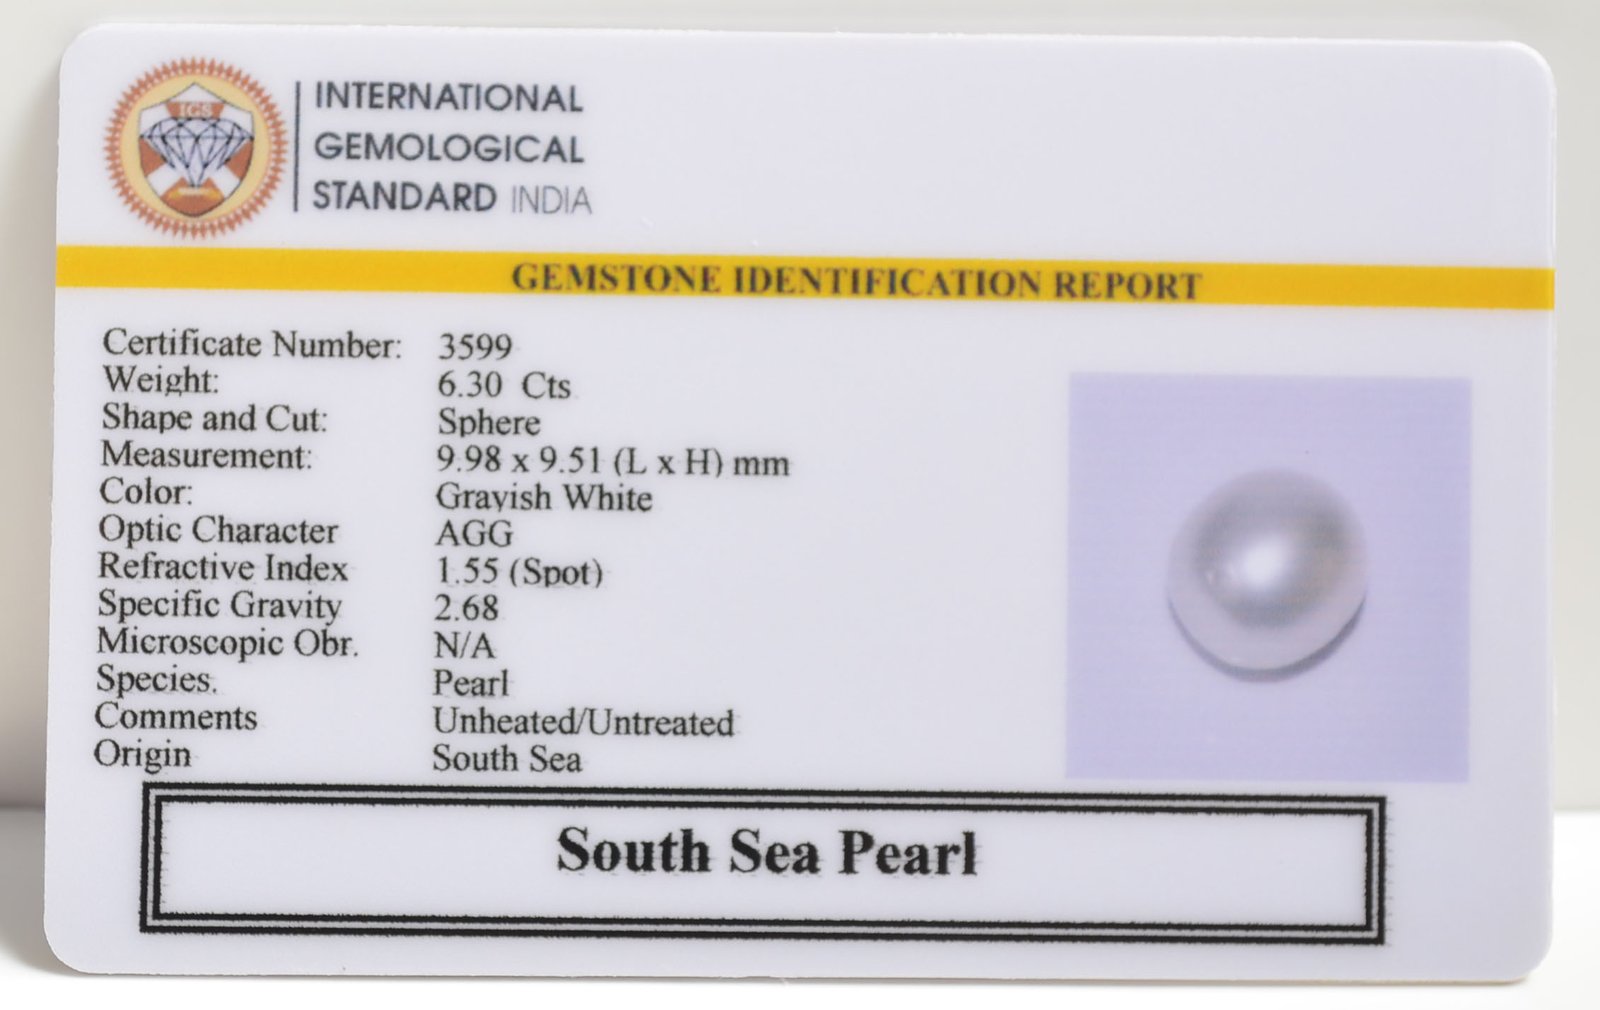 IGS
INTERNATIONAL
GEMOLOGICAL
STANDARD INDIA
GEMSTONE IDENTIFICATION REPORT
Certificate Number: 3599
Weight: 6.30 Cts
Shape and Cut: Sphere
Measurement: 9.98 x 9.51 (L x H) mm
Color: Grayish White
Optic Character AGG
Refractive Index 1.55 (Spot)
Specific Gravity 2.68
Microscopic Obr. N/A
Species. Pearl
Comments Unheated/Untreated
Origin South Sea
South Sea Pearl